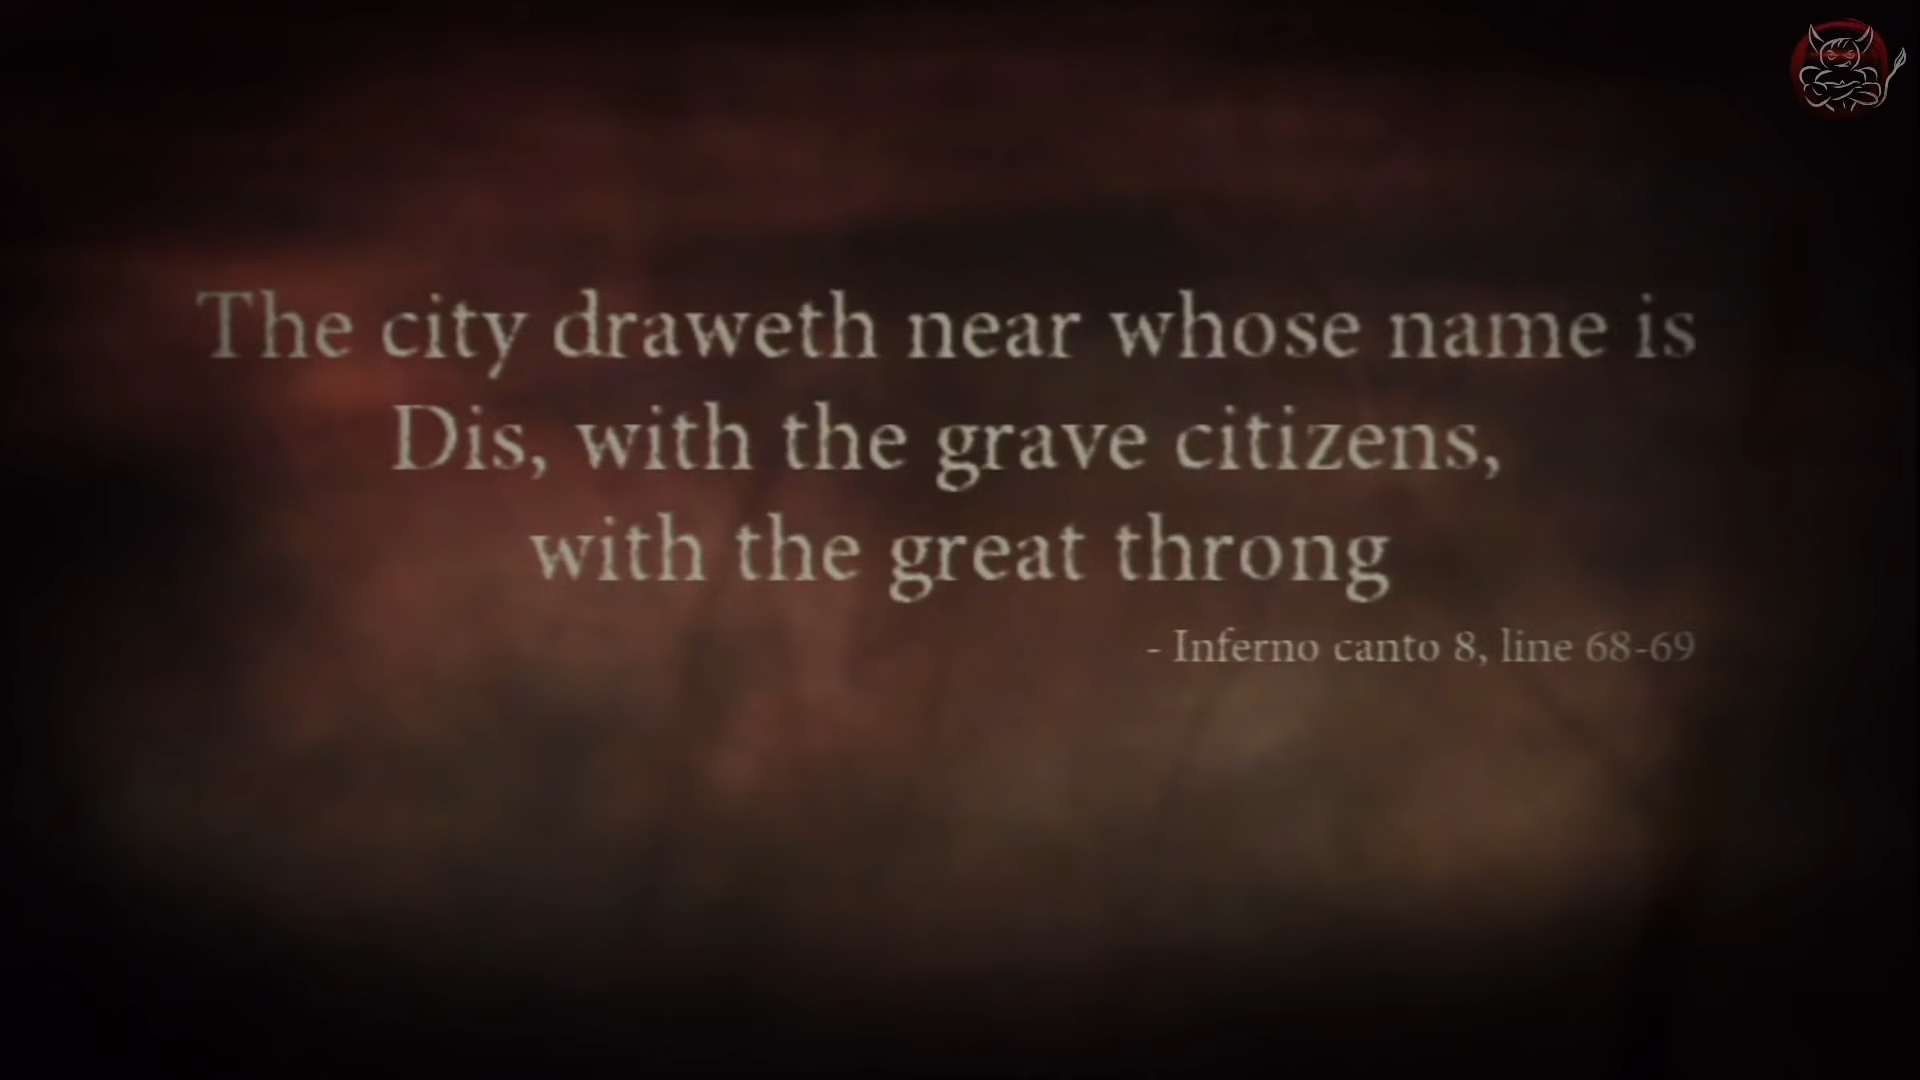 The city draweth near whose name is
Dis, with the grave citizens,
with the great throng
- Inferno canto 8, line 68-69